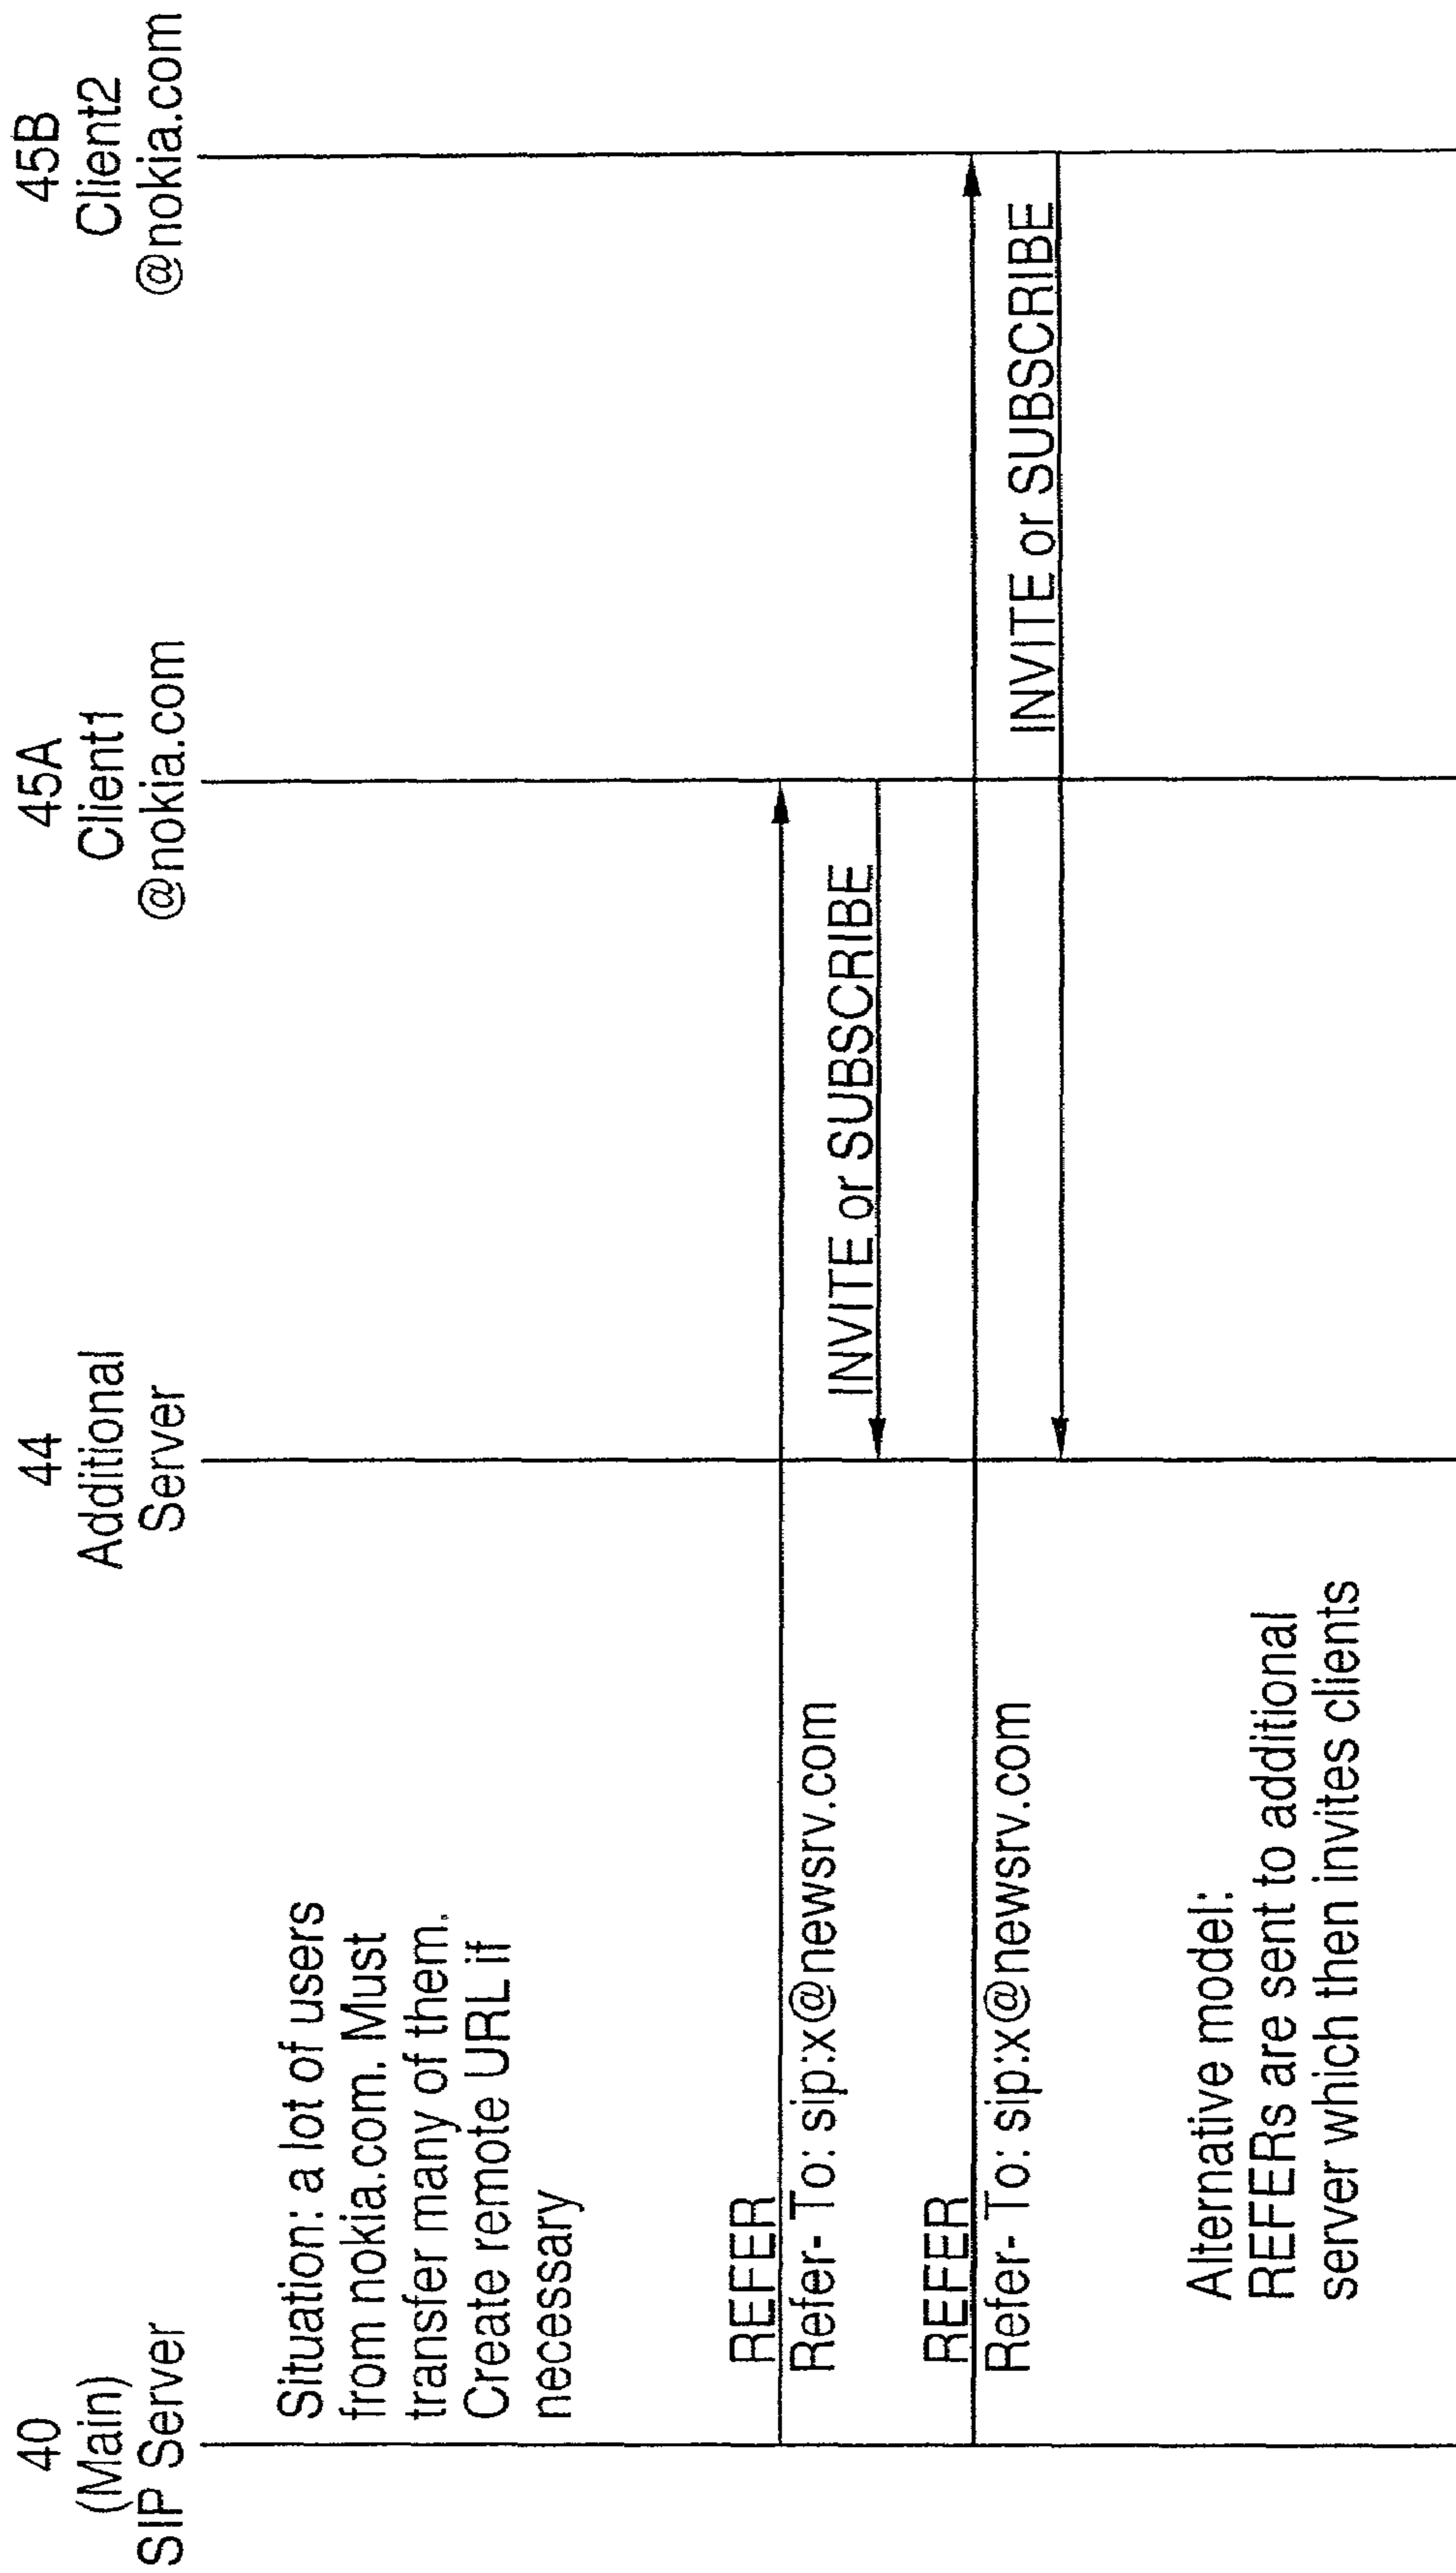 40
(Main)
SIP Server
44
Additional
Server
45A
Client1
@nokia.com
45B
Client2
@nokia.com
Situation: a lot of users
from nokia.com. Must
transfer many of them.
Create remote URL if
necessary
REFER
Refer- To: sip:x@newsrv.com
INVITE or SUBSCRIBE
REFER
Refer- To: sip:x@newsrv.com
INVITE or SUBSCRIBE
Alternative model:
REFERs are sent to additional
server which then invites clients